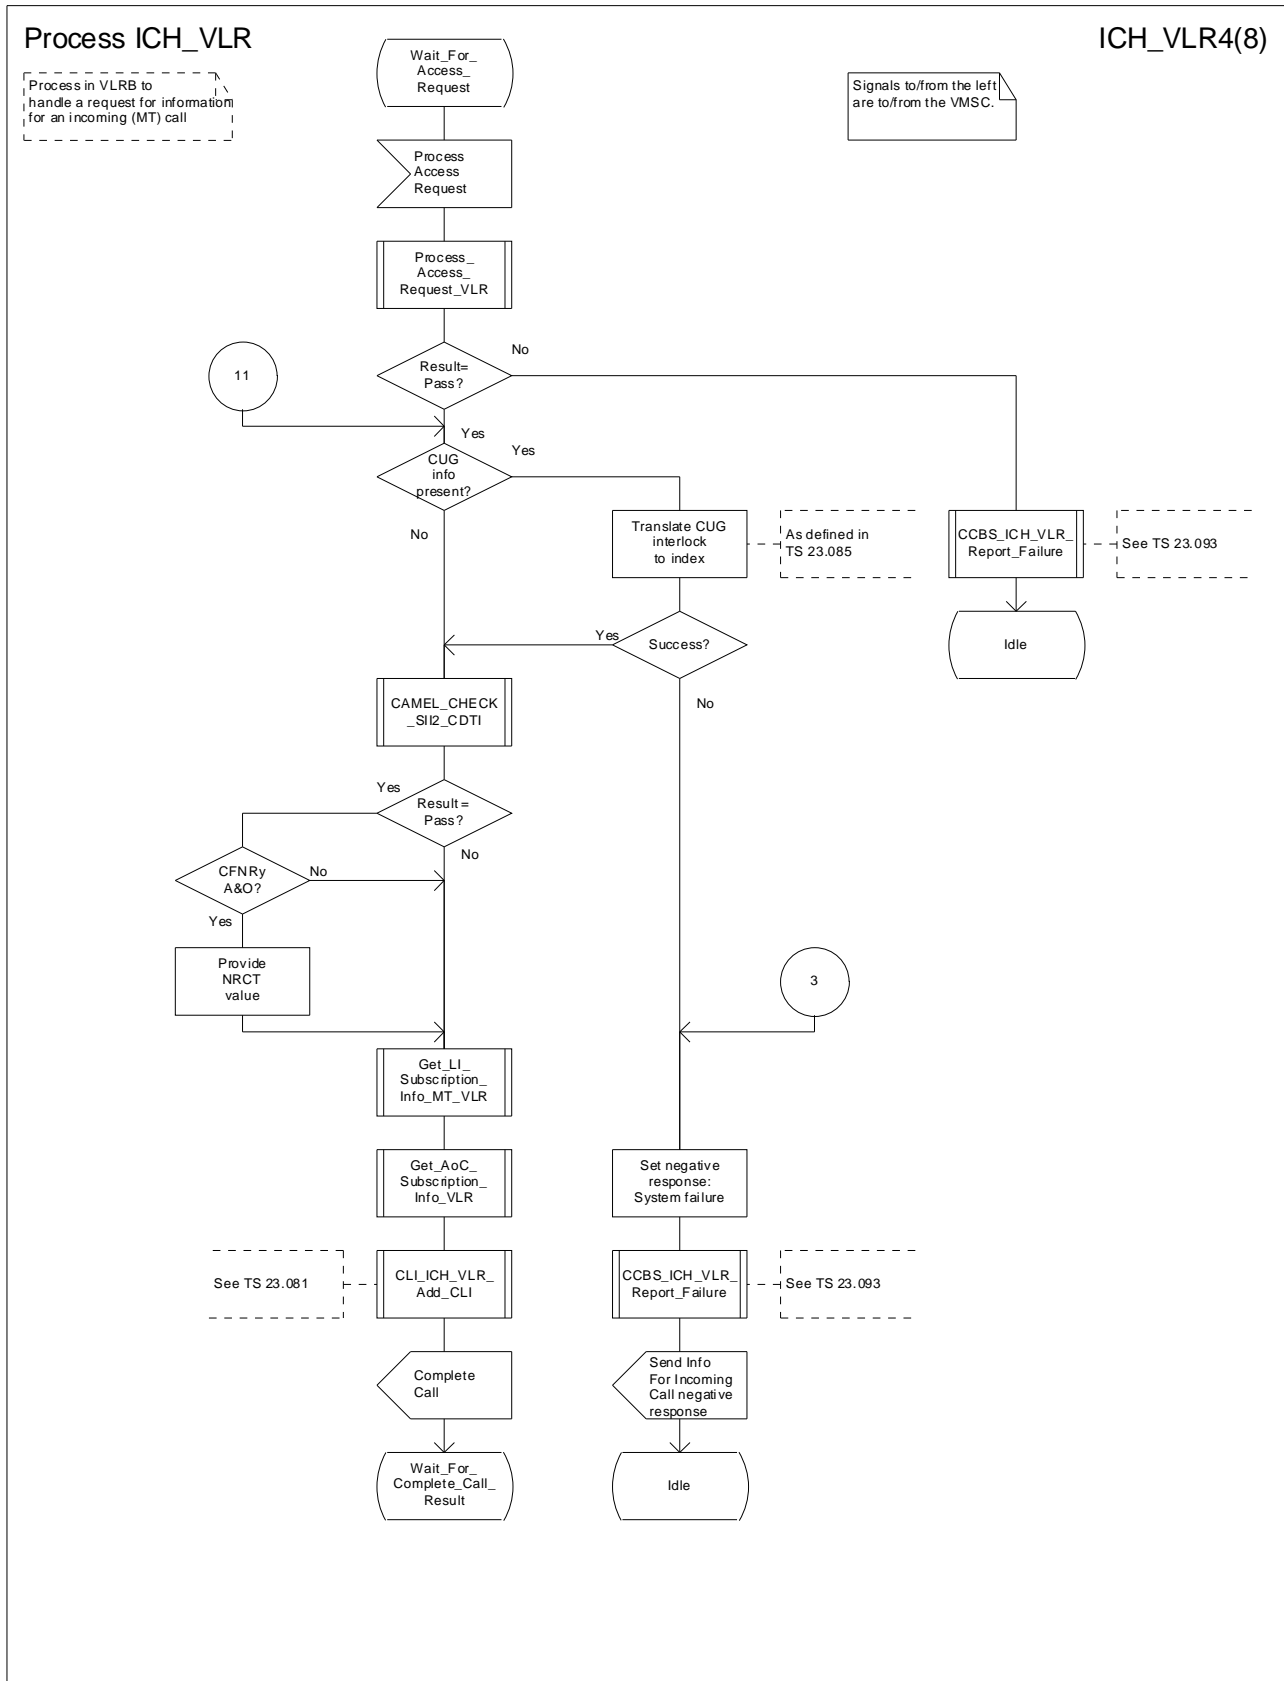 Process ICH_VLR
ICH_VLR4(8)
Process in VLRB to
handle a request for information
for an incoming (MT) call
Wait_For_
Access_
Request
Signals to/from the left
are to/from the VMSC.
Process
Access
Request
Process_
Access_
Request_VLR
No
Result=
Pass?
11
Yes
Yes
CUG
info
present?
No
Translate CUG
interlock
to index
As defined in
TS 23.085
CCBS_ICH_VLR_
Report_Failure
See TS 23.093
Yes
Success?
Idle
No
CAMEL_CHECK
_SII2_CDTI
Yes
Result=
Pass?
No
CFNRy
A&O?
No
Yes
Provide
NRCT
value
3
Get_LI_
Subscription_
Info_MT_VLR
Get_AoC_
Subscription_
Info_VLR
Set negative
response:
System failure
See TS 23.081
CLI_ICH_VLR_
Add_CLI
CCBS_ICH_VLR_
Report_Failure
See TS 23.093
Complete
Call
Send Info
For Incoming
Call negative
response
Wait_For_
Complete_Call_
Result
Idle